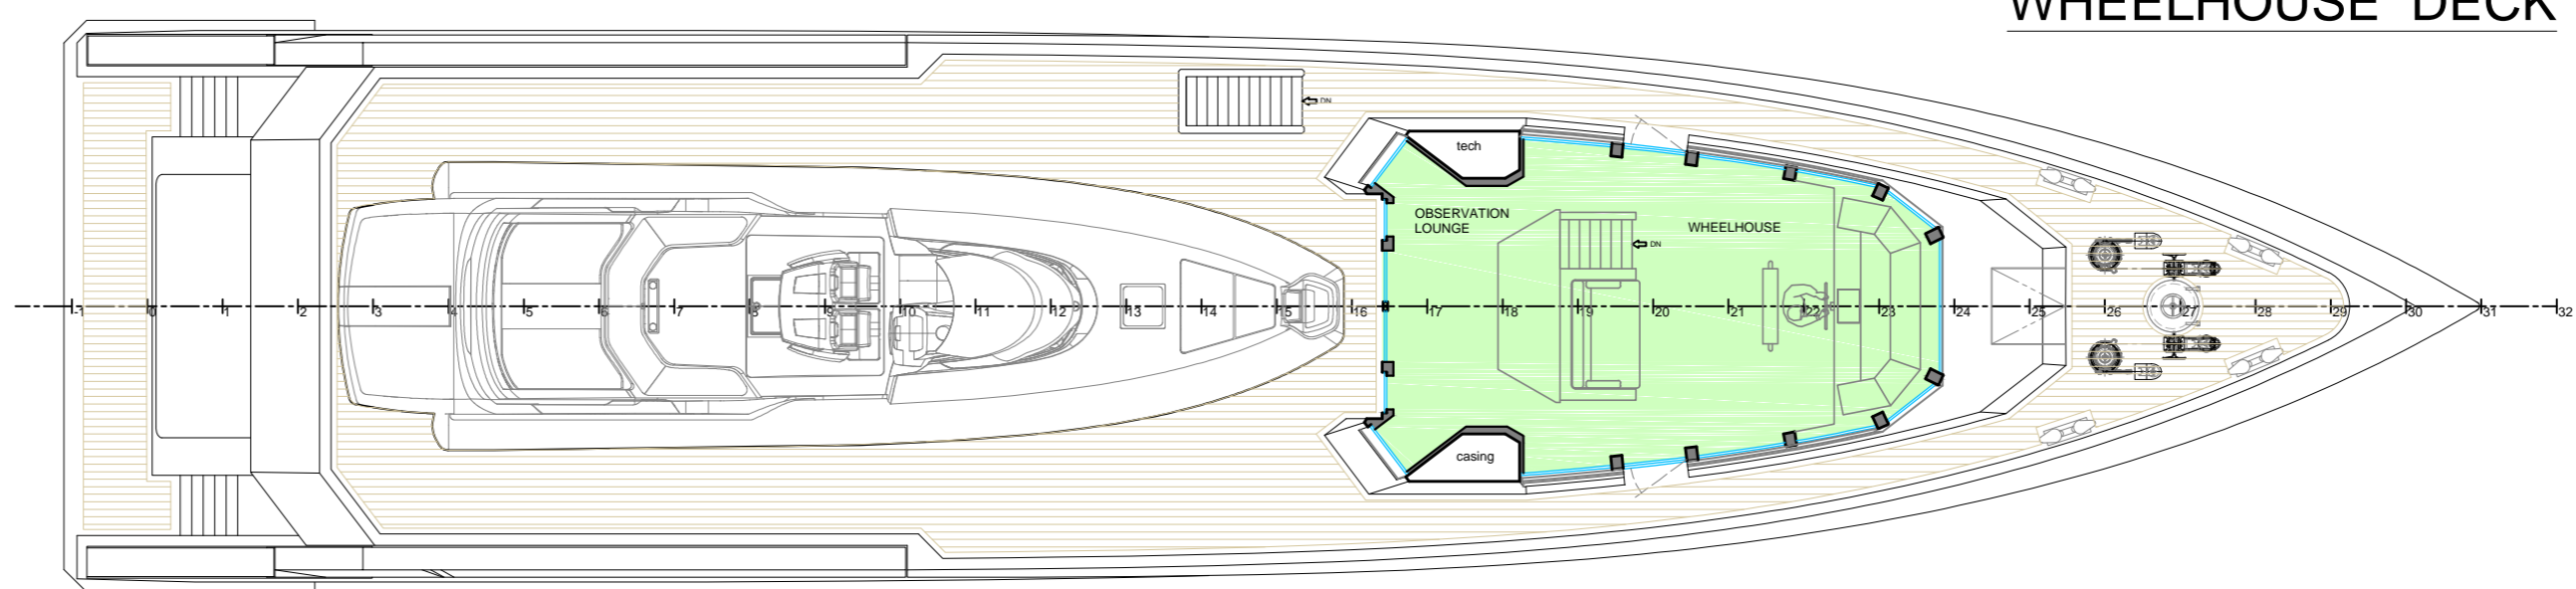 WHEELHOUSE DECK
DN
tech
OBSERVATION
LOUNGE
WHEELHOUSE
DN
-1 0 1 2 3 4 5 6 7 8 9 10 11 12 13 14 15 16 17 18 19 20 21 22 23 24 25 26 27 28 29 30 31 32
casing